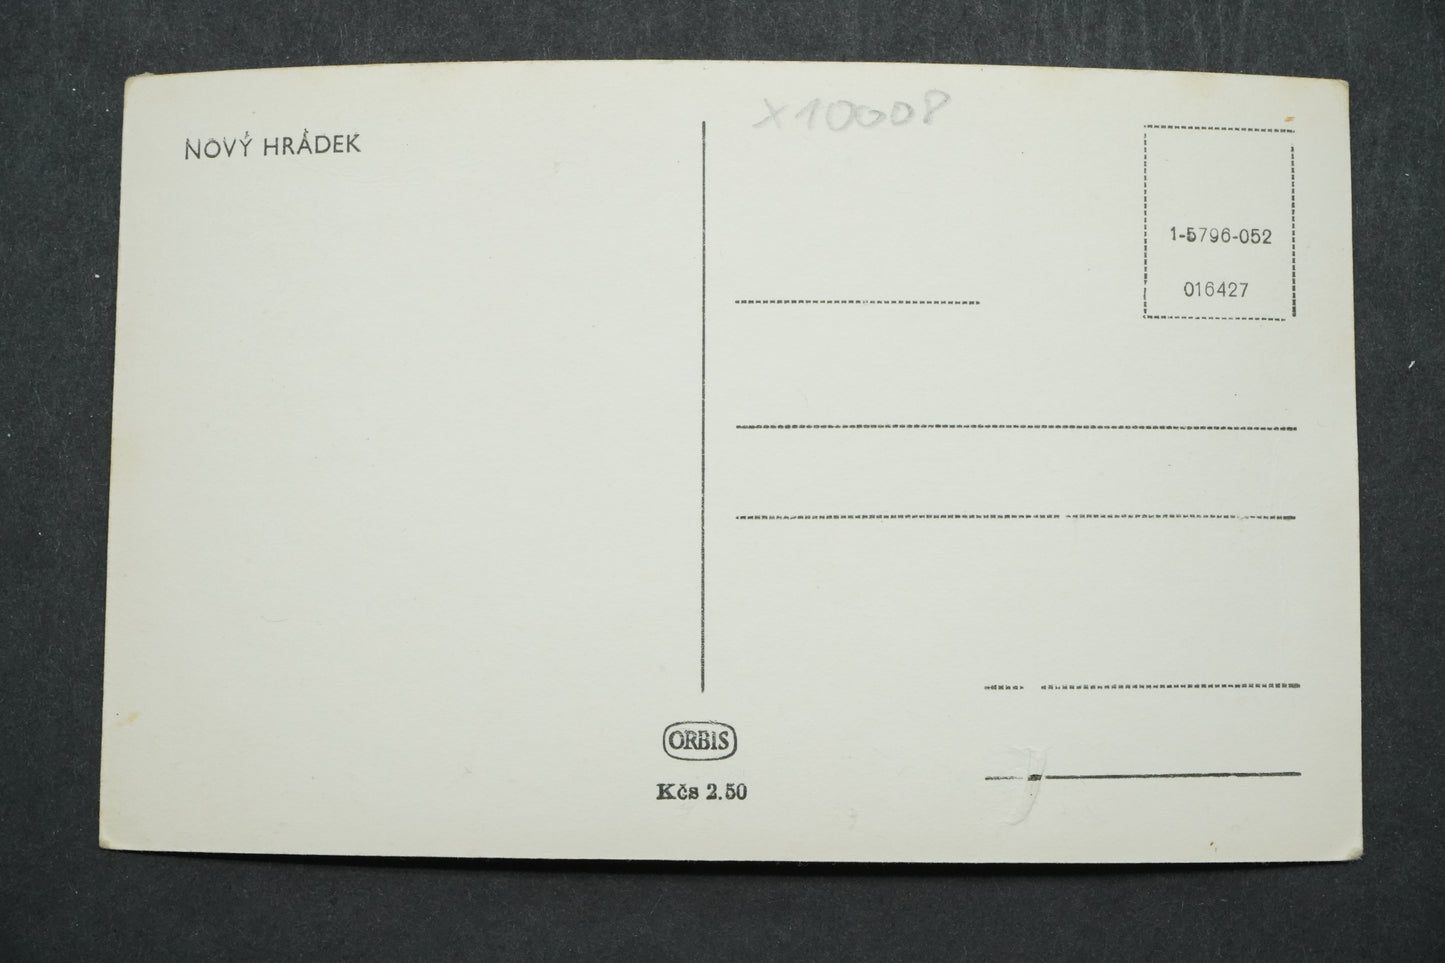 NOVÝ HRÁDEK
x10008
1-5796-052
016427
ORBIS
Kčs 2.50